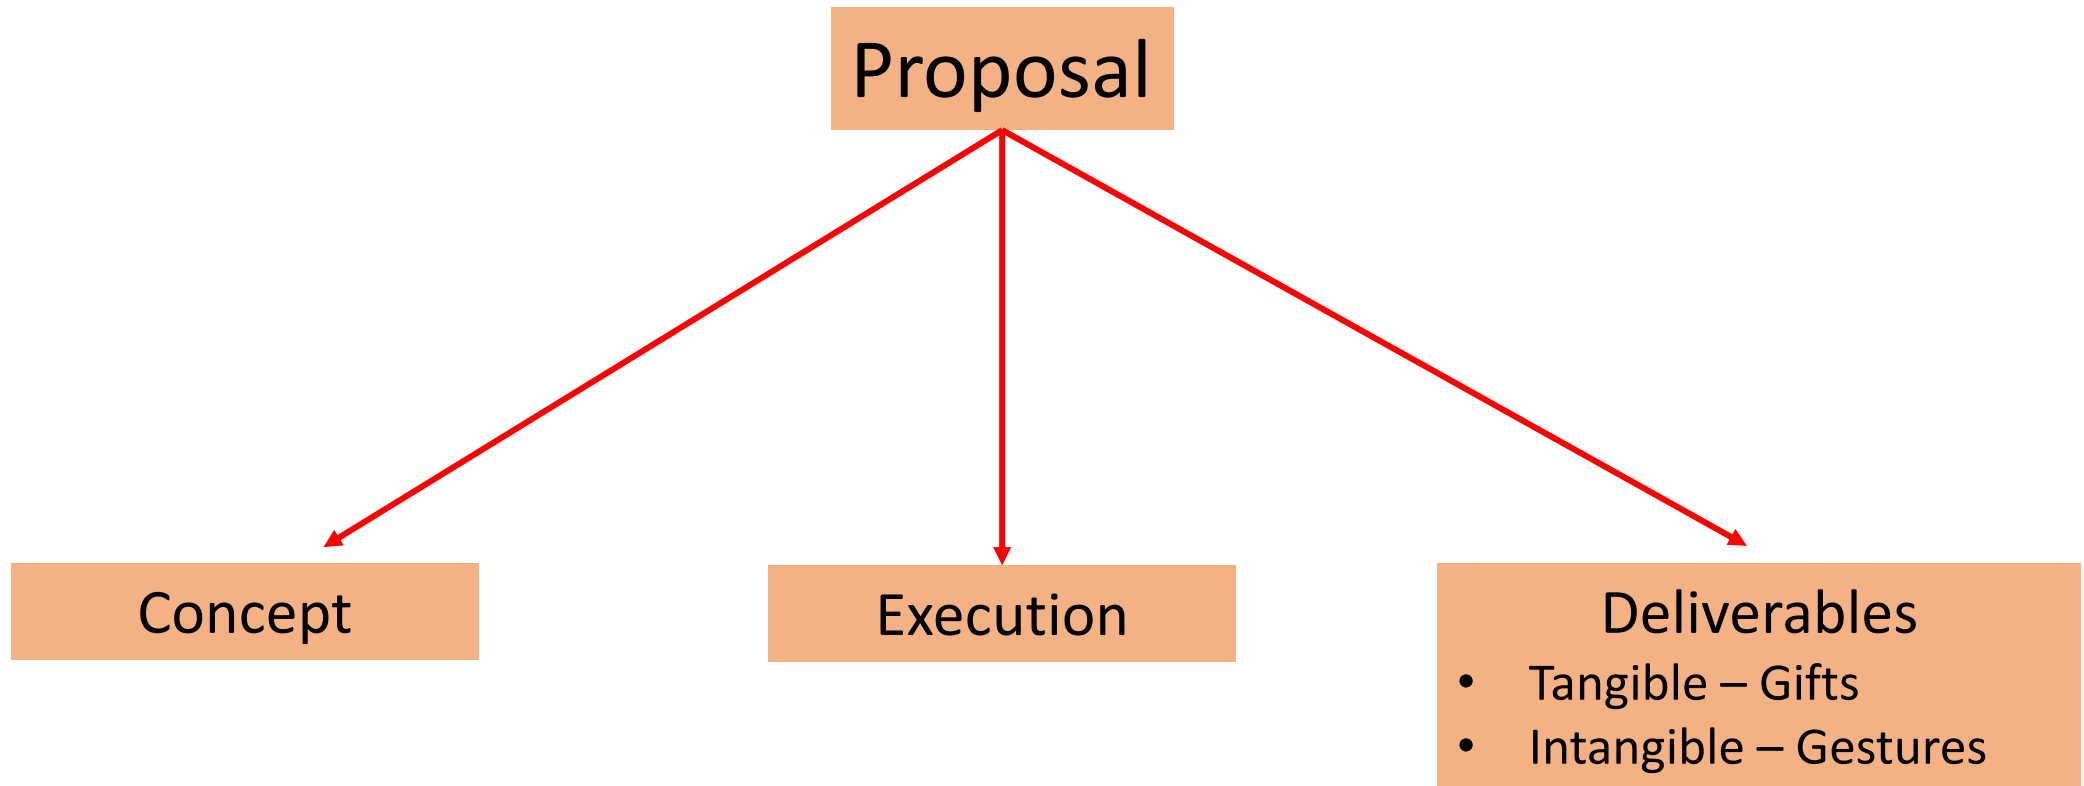 Proposal
Concept
Execution
Deliverables
• Tangible – Gifts
• Intangible – Gestures